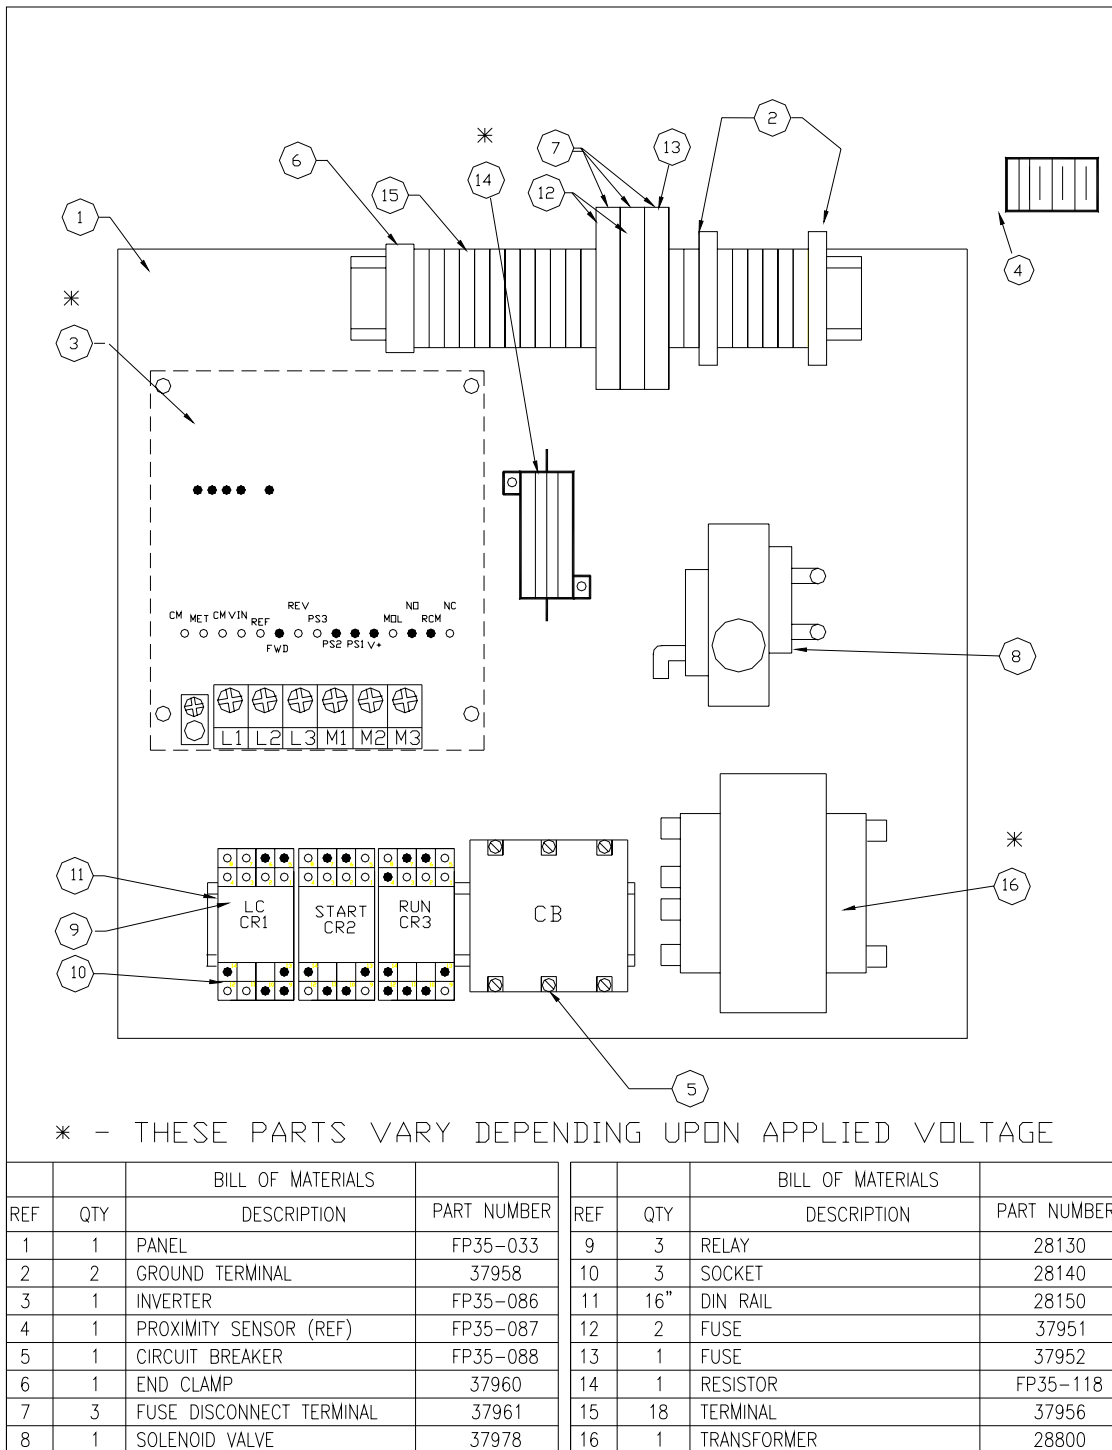 *
2
6
7
13
15
14
12
1
4
*
3
CM MET CM VIN REF FWD REV PS3 PS2 PS1 V+ MOL NO RCM NC
8
L1 L2 L3 M1 M2 M3
*
11
16
9
LC CR1
START CR2
RUN CR3
CB
10
5
* - THESE PARTS VARY DEPENDING UPON APPLIED VOLTAGE
BILL OF MATERIALS
REF QTY DESCRIPTION PART NUMBER
1 1 PANEL FP35-033
2 2 GROUND TERMINAL 37958
3 1 INVERTER FP35-086
4 1 PROXIMITY SENSOR (REF) FP35-087
5 1 CIRCUIT BREAKER FP35-088
6 1 END CLAMP 37960
7 3 FUSE DISCONNECT TERMINAL 37961
8 1 SOLENOID VALVE 37978
BILL OF MATERIALS
REF QTY DESCRIPTION PART NUMBER
9 3 RELAY 28130
10 3 SOCKET 28140
11 16" DIN RAIL 28150
12 2 FUSE 37951
13 1 FUSE 37952
14 1 RESISTOR FP35-118
15 18 TERMINAL 37956
16 1 TRANSFORMER 28800